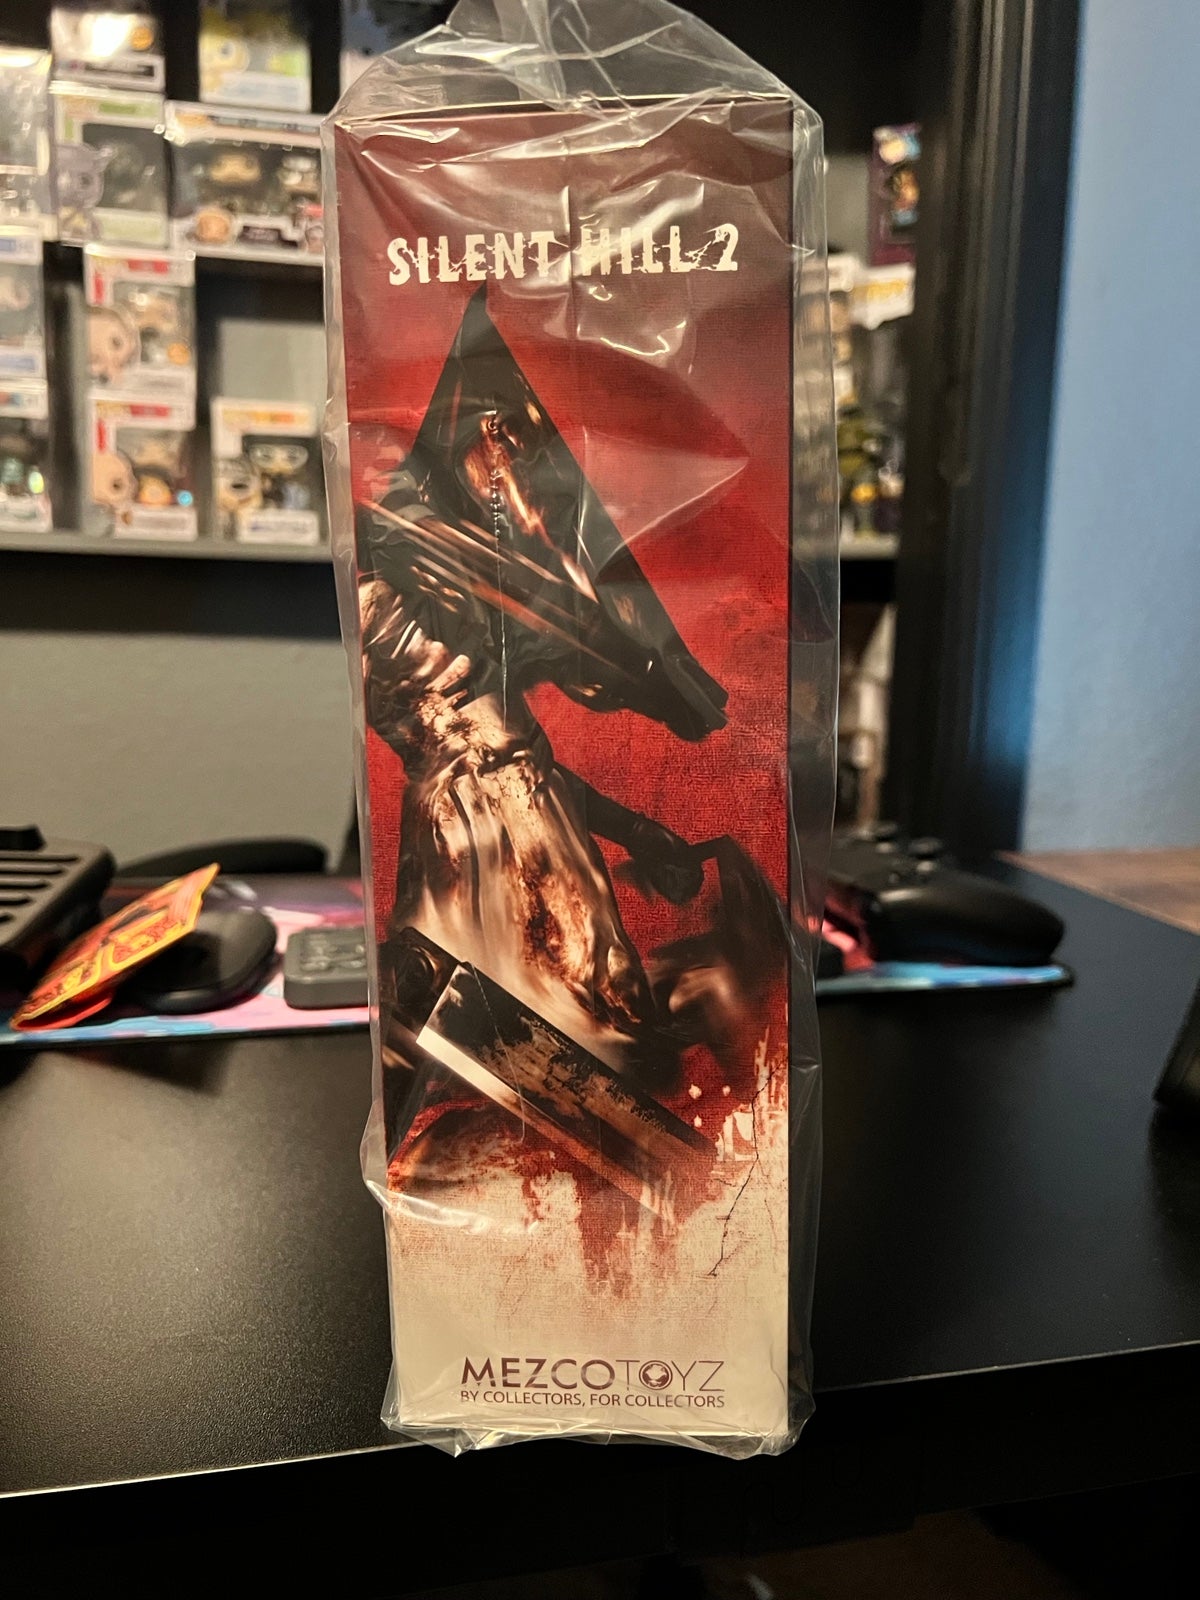 SILENT HILL 2
MEZCOTOYZ
BY COLLECTORS, FOR COLLECTORS